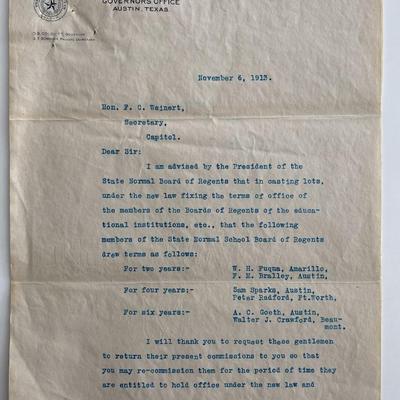 GOVERNOR'S OFFICE
AUSTIN, TEXAS.
O.B. COLQUITT, GOVERNOR
November 6, 1913.
Hon. F. C. Weinert,
Secretary,
Capitol.
Dear Sir:
I am advised by the President of the
State Normal Board of Regents that in casting lots,
under the new law fixing the terms of office of
the members of the Boards of Regents of the educa-
tional institutions, etc., that the following
members of the State Normal School Board of Regents
drew terms as follows:
For two years:- W. H. Fuqua, Amarillo,
F. M. Bralley, Austin,
For four years:- Sam Sparks, Austin,
Peter Radford, Ft.Worth,
For six years:- A. C. Goeth, Austin,
Walter J. Crawford, Beau-
mont.
I will thank you to request these gentlemen
to return their present commissions to you so that
you may re-commission them for the period of time they
are entitled to hold office under the new law and